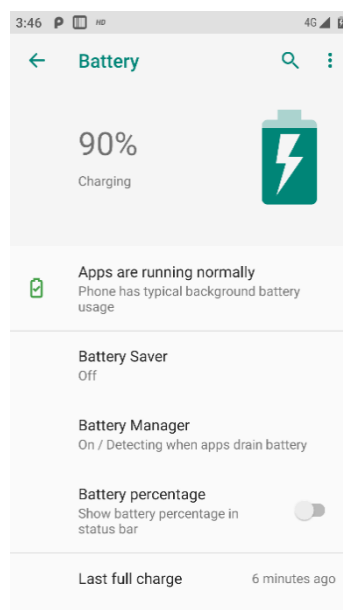 3:46 P HD 4G
Battery
90%
Charging
Apps are running normally
Phone has typical background battery
usage
Battery Saver
Off
Battery Manager
On / Detecting when apps drain battery
Battery percentage
Show battery percentage in
status bar
Last full charge 6 minutes ago